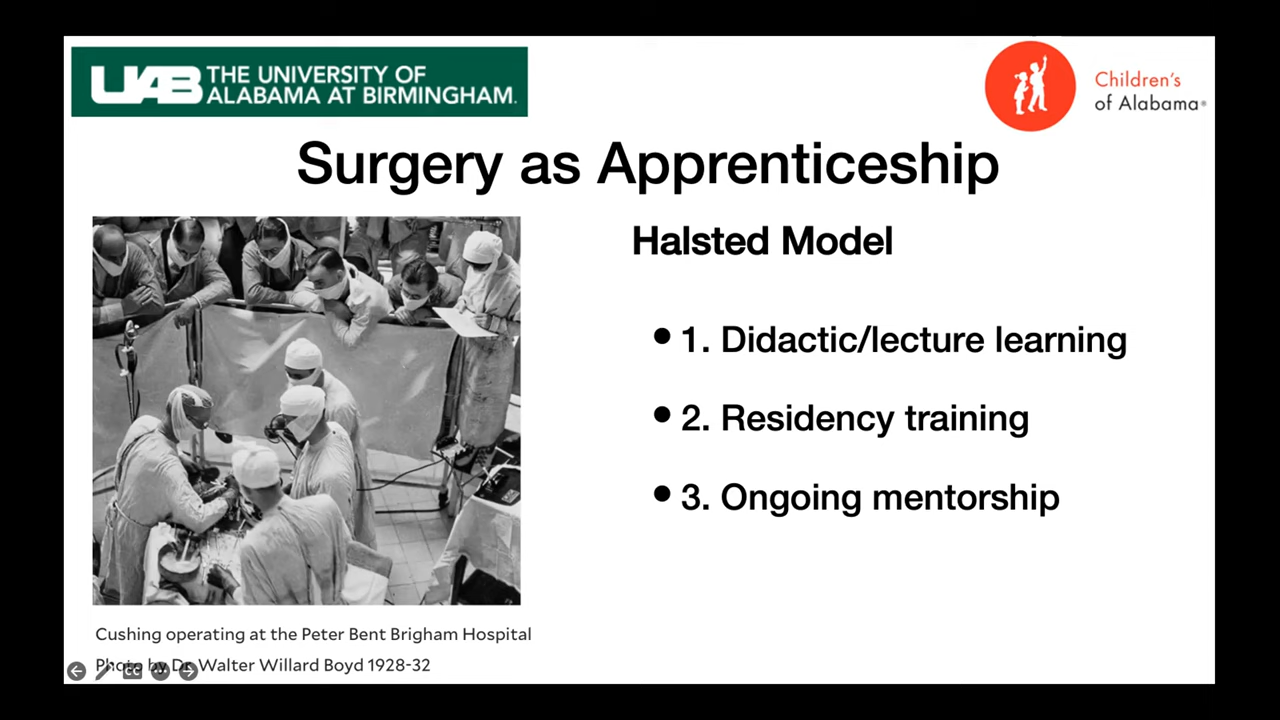 UAB THE UNIVERSITY OF
ALABAMA AT BIRMINGHAM.
Children's
of Alabama®
Surgery as Apprenticeship
Halsted Model
• 1. Didactic/lecture learning
• 2. Residency training
• 3. Ongoing mentorship
Cushing operating at the Peter Bent Brigham Hospital
Photo by Dr. Walter Willard Boyd 1928-32
CC